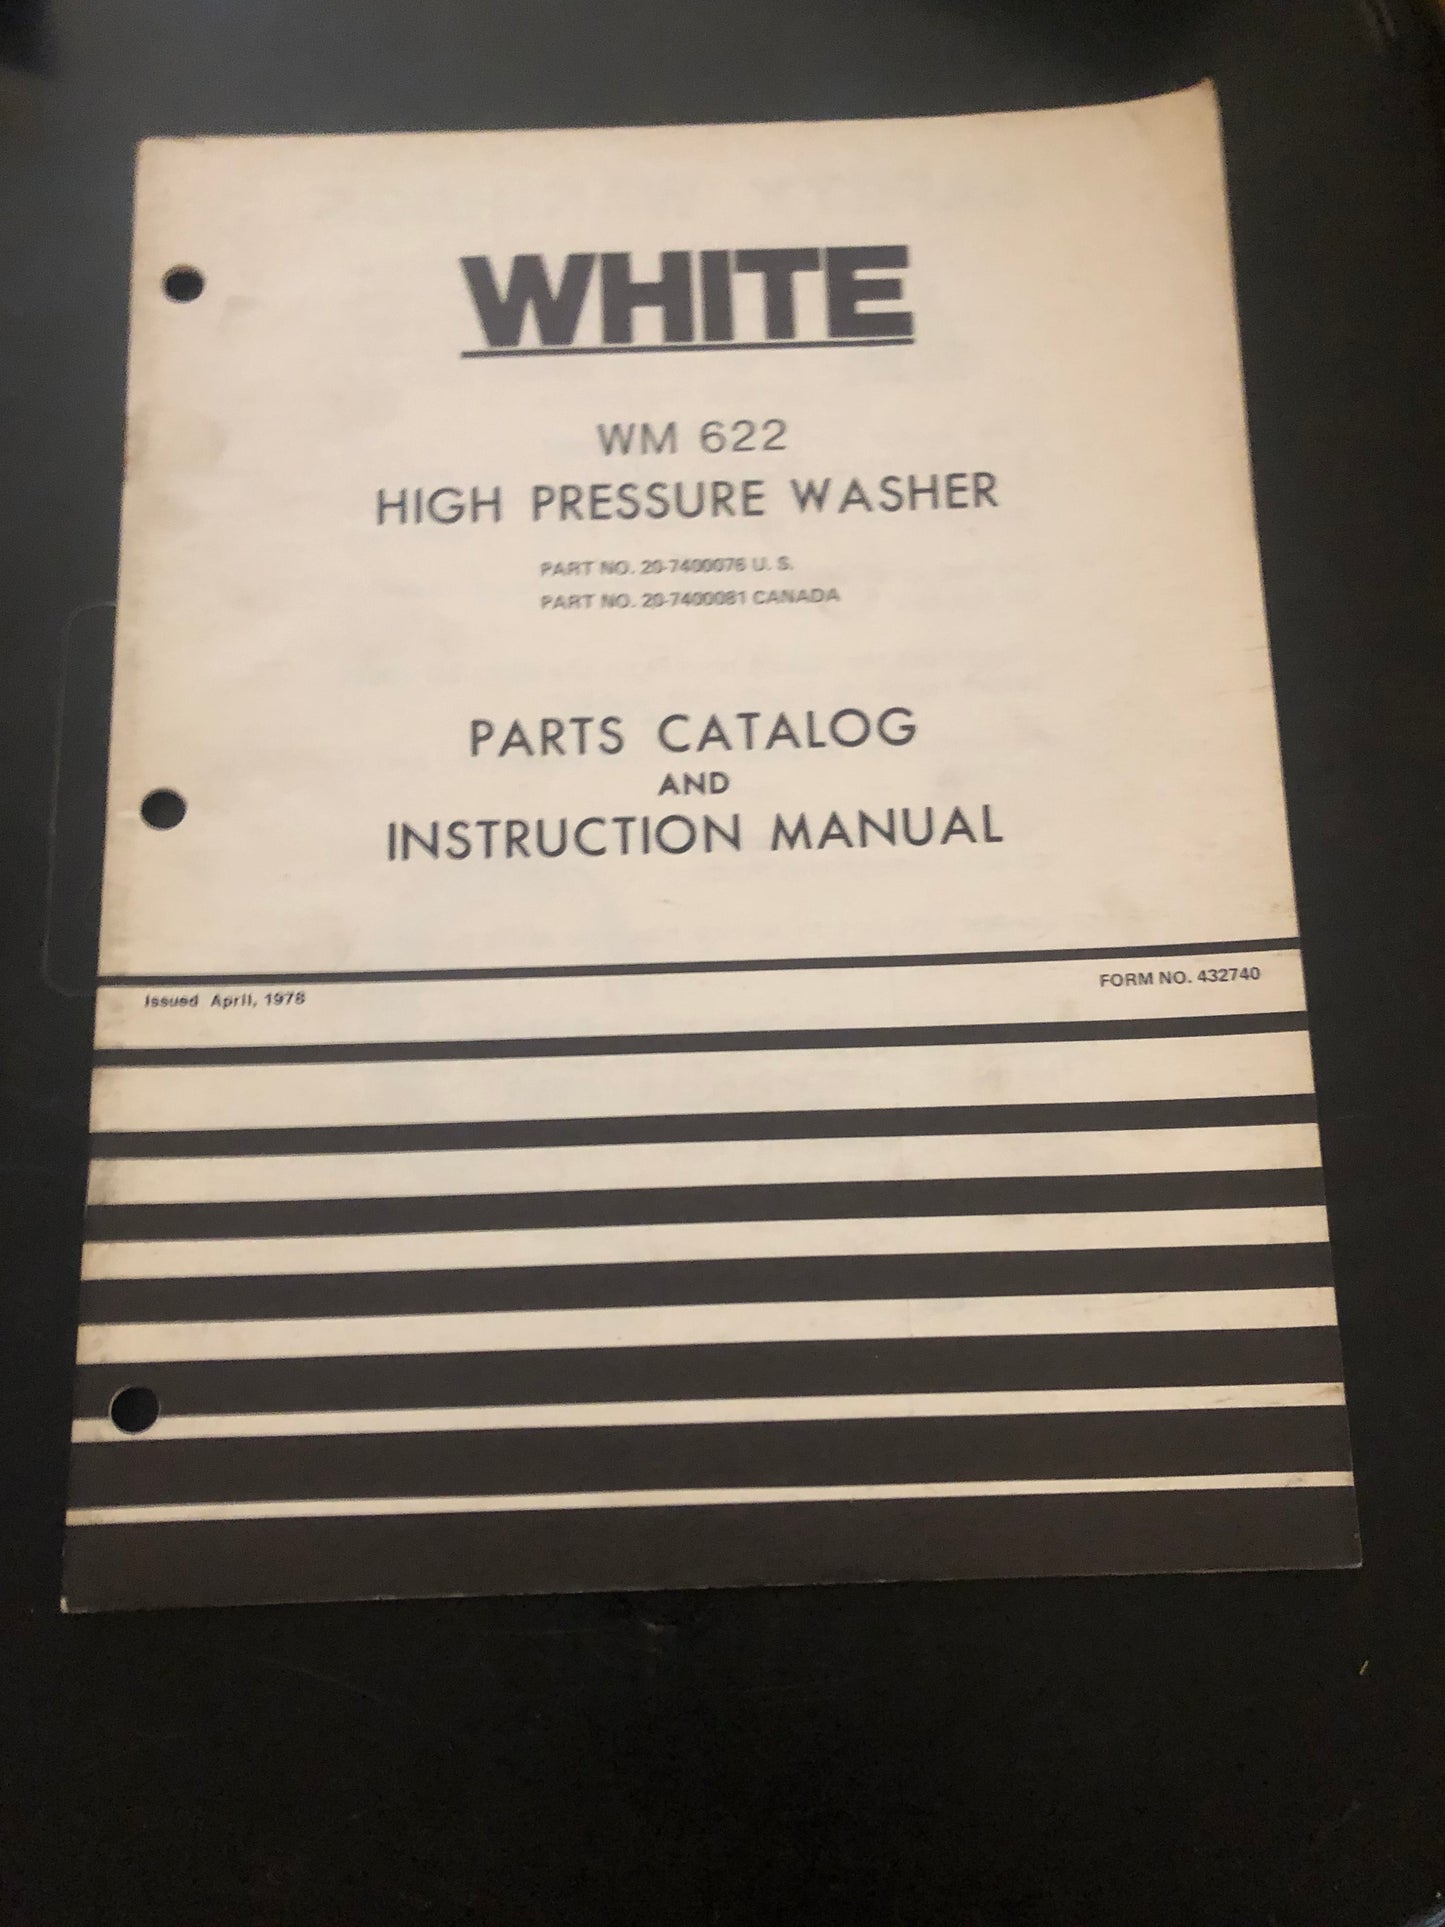 WHITE
WM 622
HIGH PRESSURE WASHER
PART NO. 20-7400076 U. S.
PART NO. 20-7400081 CANADA
PARTS CATALOG
AND
INSTRUCTION MANUAL
Issued April, 1978
FORM NO. 432740